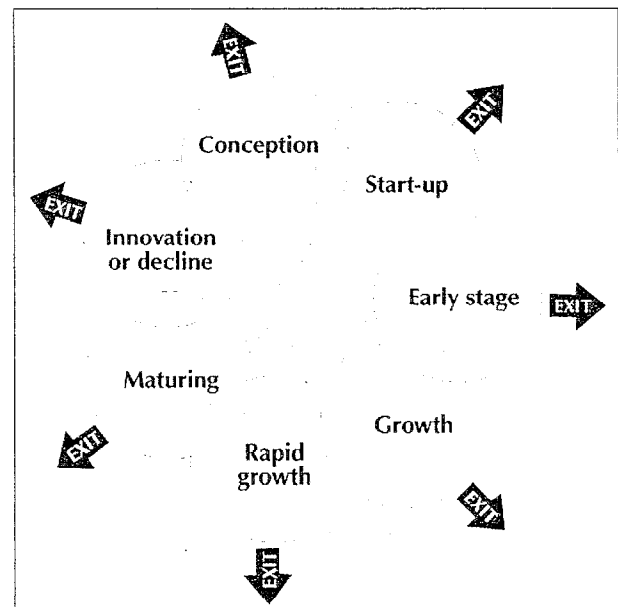 EXIT
EXIT
Conception
Start-up
EXIT
Innovation
or decline
Early stage
EXIT
Maturing
Growth
EXIT
Rapid
growth
EXIT
EXIT